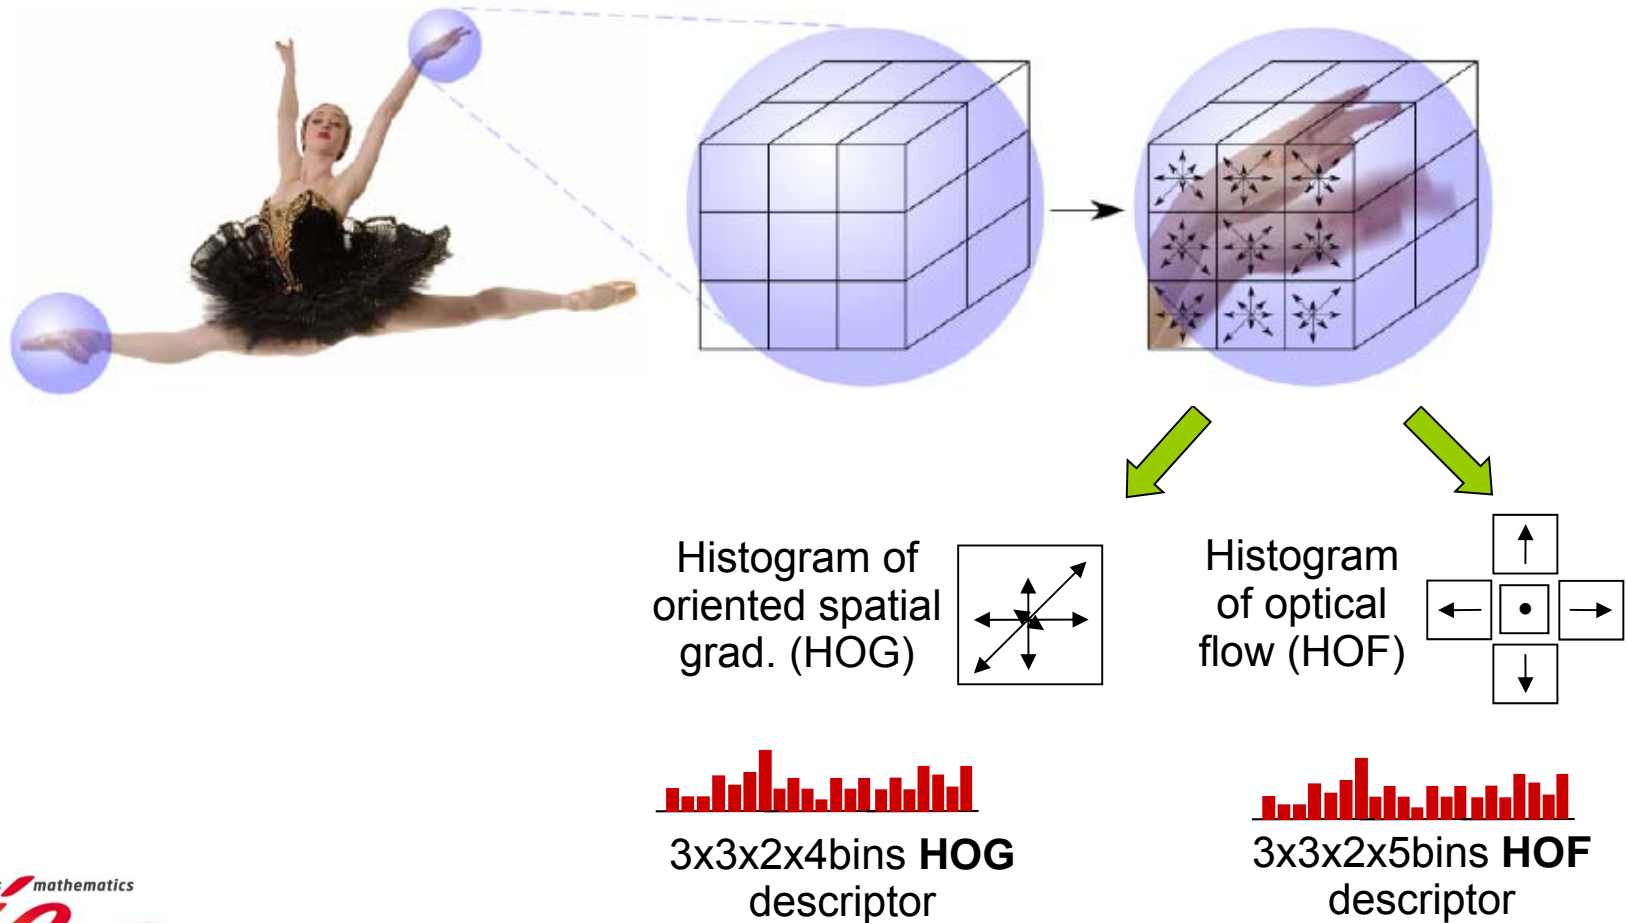 Histogram of
oriented spatial
grad. (HOG)
Histogram
of optical
flow (HOF)
3x3x2x4bins HOG
descriptor
3x3x2x5bins HOF
descriptor
mathematics